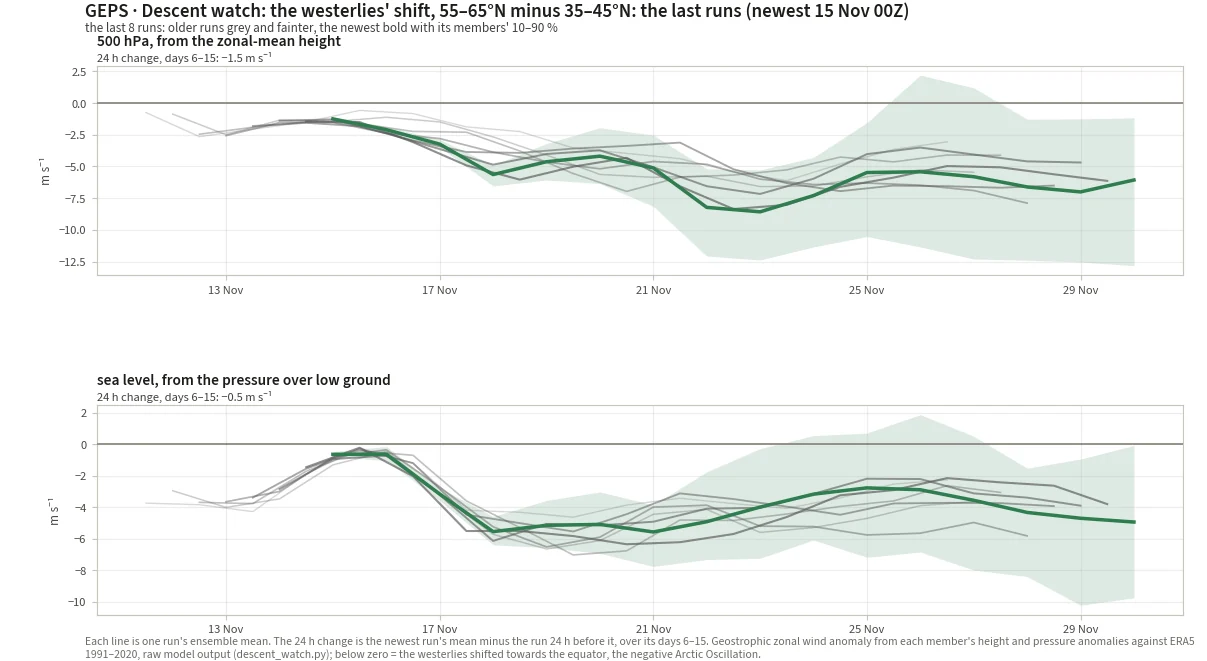 GEPS · Descent watch: the westerlies' shift, 55–65°N minus 35–45°N: the last runs (newest 15 Nov 00Z)
the last 8 runs: older runs grey and fainter, the newest bold with its members' 10–90 %
500 hPa, from the zonal-mean height
24 h change, days 6–15: −1.5 m s⁻¹
2.5
0.0
−2.5
−5.0
−7.5
−10.0
−12.5
m s⁻¹
13 Nov 17 Nov 21 Nov 25 Nov 29 Nov
sea level, from the pressure over low ground
24 h change, days 6–15: −0.5 m s⁻¹
2
0
−2
−4
−6
−8
−10
m s⁻¹
13 Nov 17 Nov 21 Nov 25 Nov 29 Nov
Each line is one run's ensemble mean. The 24 h change is the newest run's mean minus the run 24 h before it, over its days 6–15. Geostrophic zonal wind anomaly from each member's height and pressure anomalies against ERA5
1991–2020, raw model output (descent_watch.py); below zero = the westerlies shifted towards the equator, the negative Arctic Oscillation.